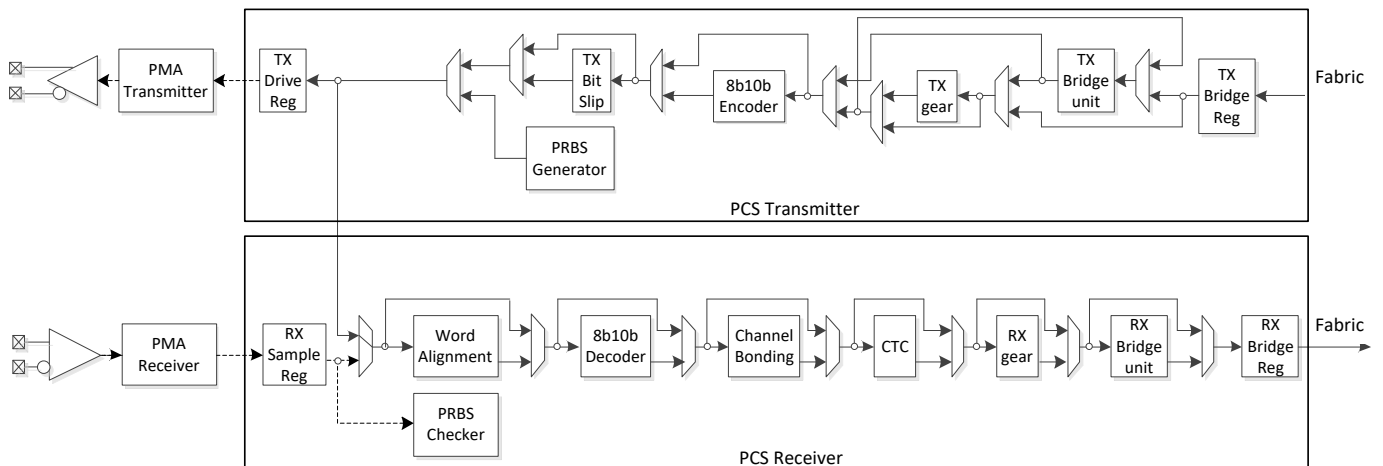 PMA
Transmitter
TX
Drive
Reg
TX
Bit
Slip
8b10b
Encoder
TX
gear
TX
Bridge
unit
TX
Bridge
Reg
Fabric
PRBS
Generator
PCS Transmitter
PMA
Receiver
RX
Sample
Reg
Word
Alignment
8b10b
Decoder
Channel
Bonding
CTC
RX
gear
RX
Bridge
unit
RX
Bridge
Reg
Fabric
PRBS
Checker
PCS Receiver